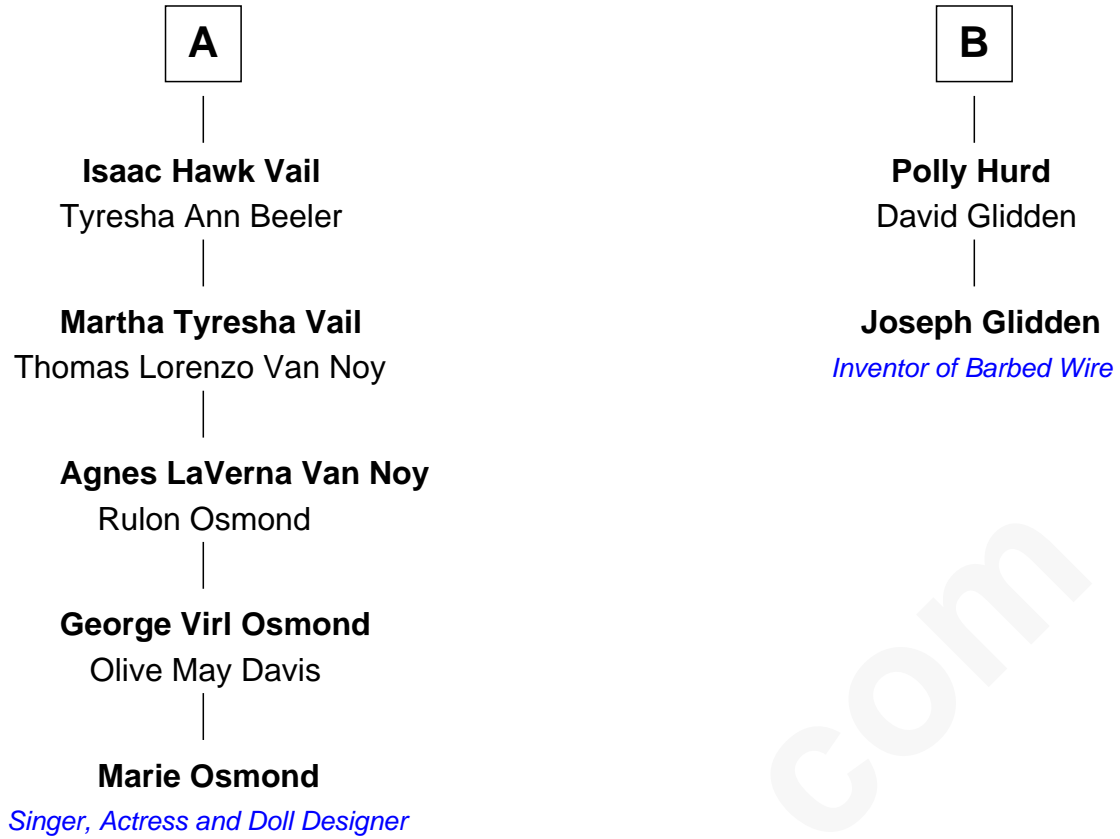 A
Isaac Hawk Vail
Tyresha Ann Beeler
Martha Tyresha Vail
Thomas Lorenzo Van Noy
Agnes LaVerna Van Noy
Rulon Osmond
George Virl Osmond
Olive May Davis
Marie Osmond
Singer, Actress and Doll Designer
B
Polly Hurd
David Glidden
Joseph Glidden
Inventor of Barbed Wire
com